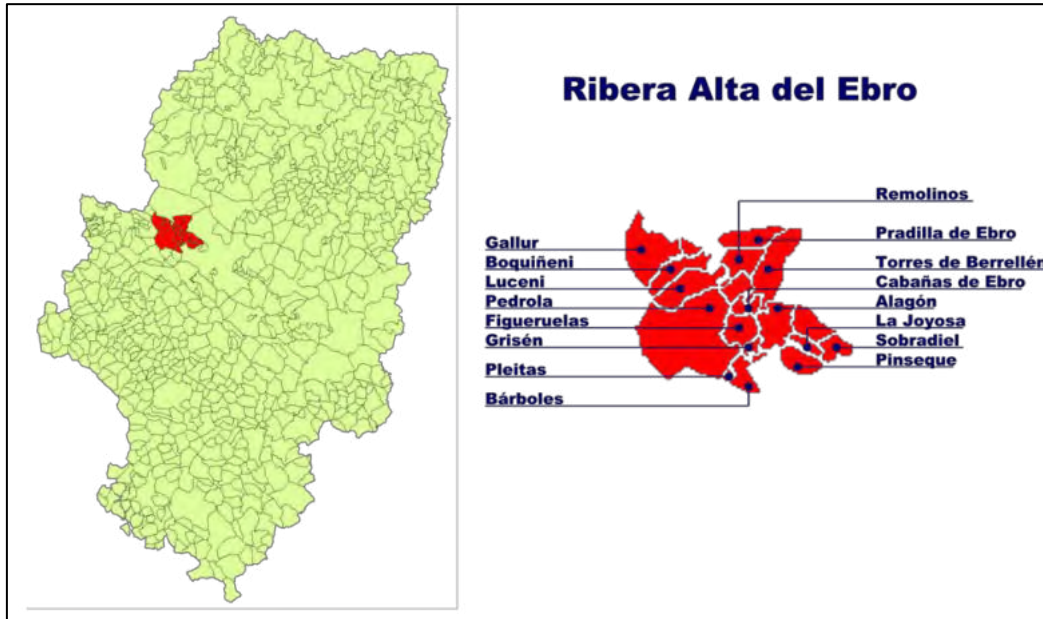 Ribera Alta del Ebro
Gallur
Boquiñeni
Luceni
Pedrola
Figueruelas
Grisén
Pleitas
Bárboles
Remolinos
Pradilla de Ebro
Torres de Berrellén
Cabañas de Ebro
Alagón
La Joyosa
Sobradiel
Pinseque